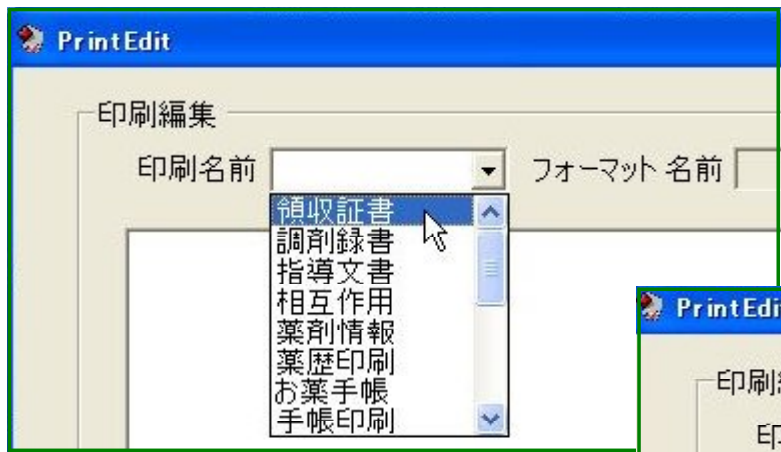 PrintEdit
印刷編集
印刷名前 フォーマット 名前
領収証書
調剤録書
指導文書
相互作用
薬剤情報
薬歴印刷
お薬手帳
手帳印刷
PrintEdi
印刷